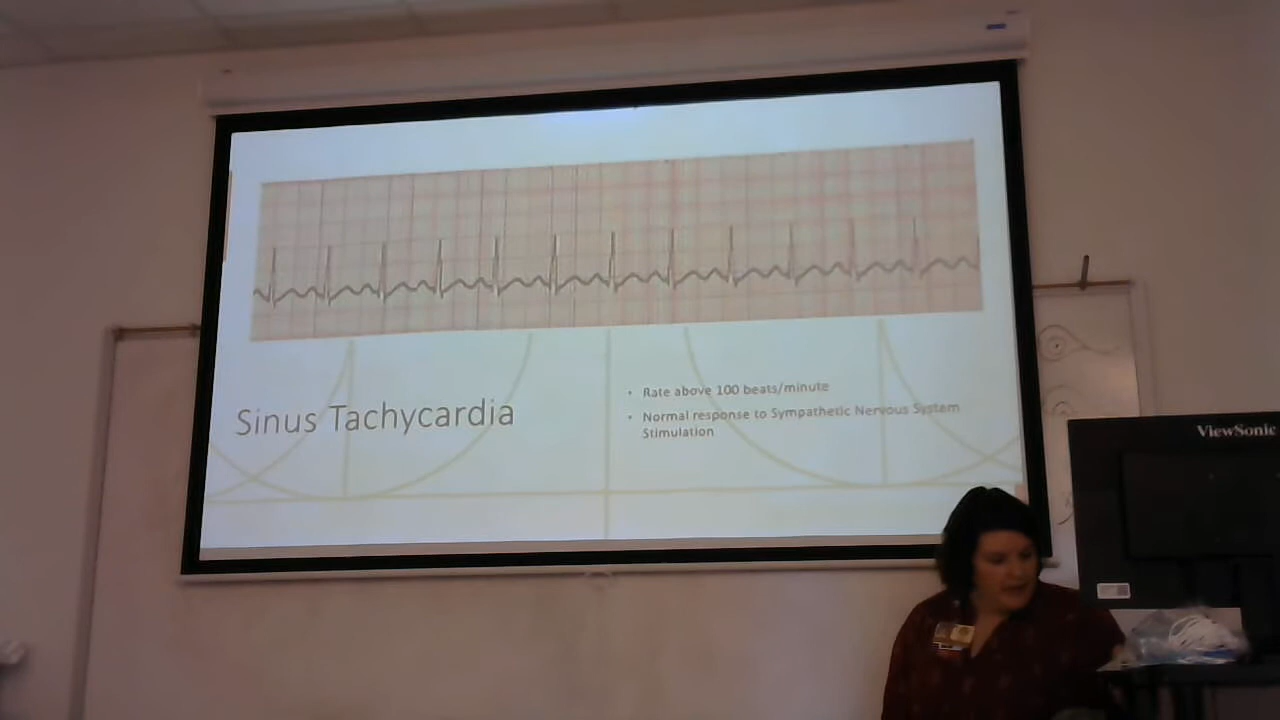 Sinus Tachycardia
• Rate above 100 beats/minute
• Normal response to Sympathetic Nervous System
Stimulation
ViewSonic